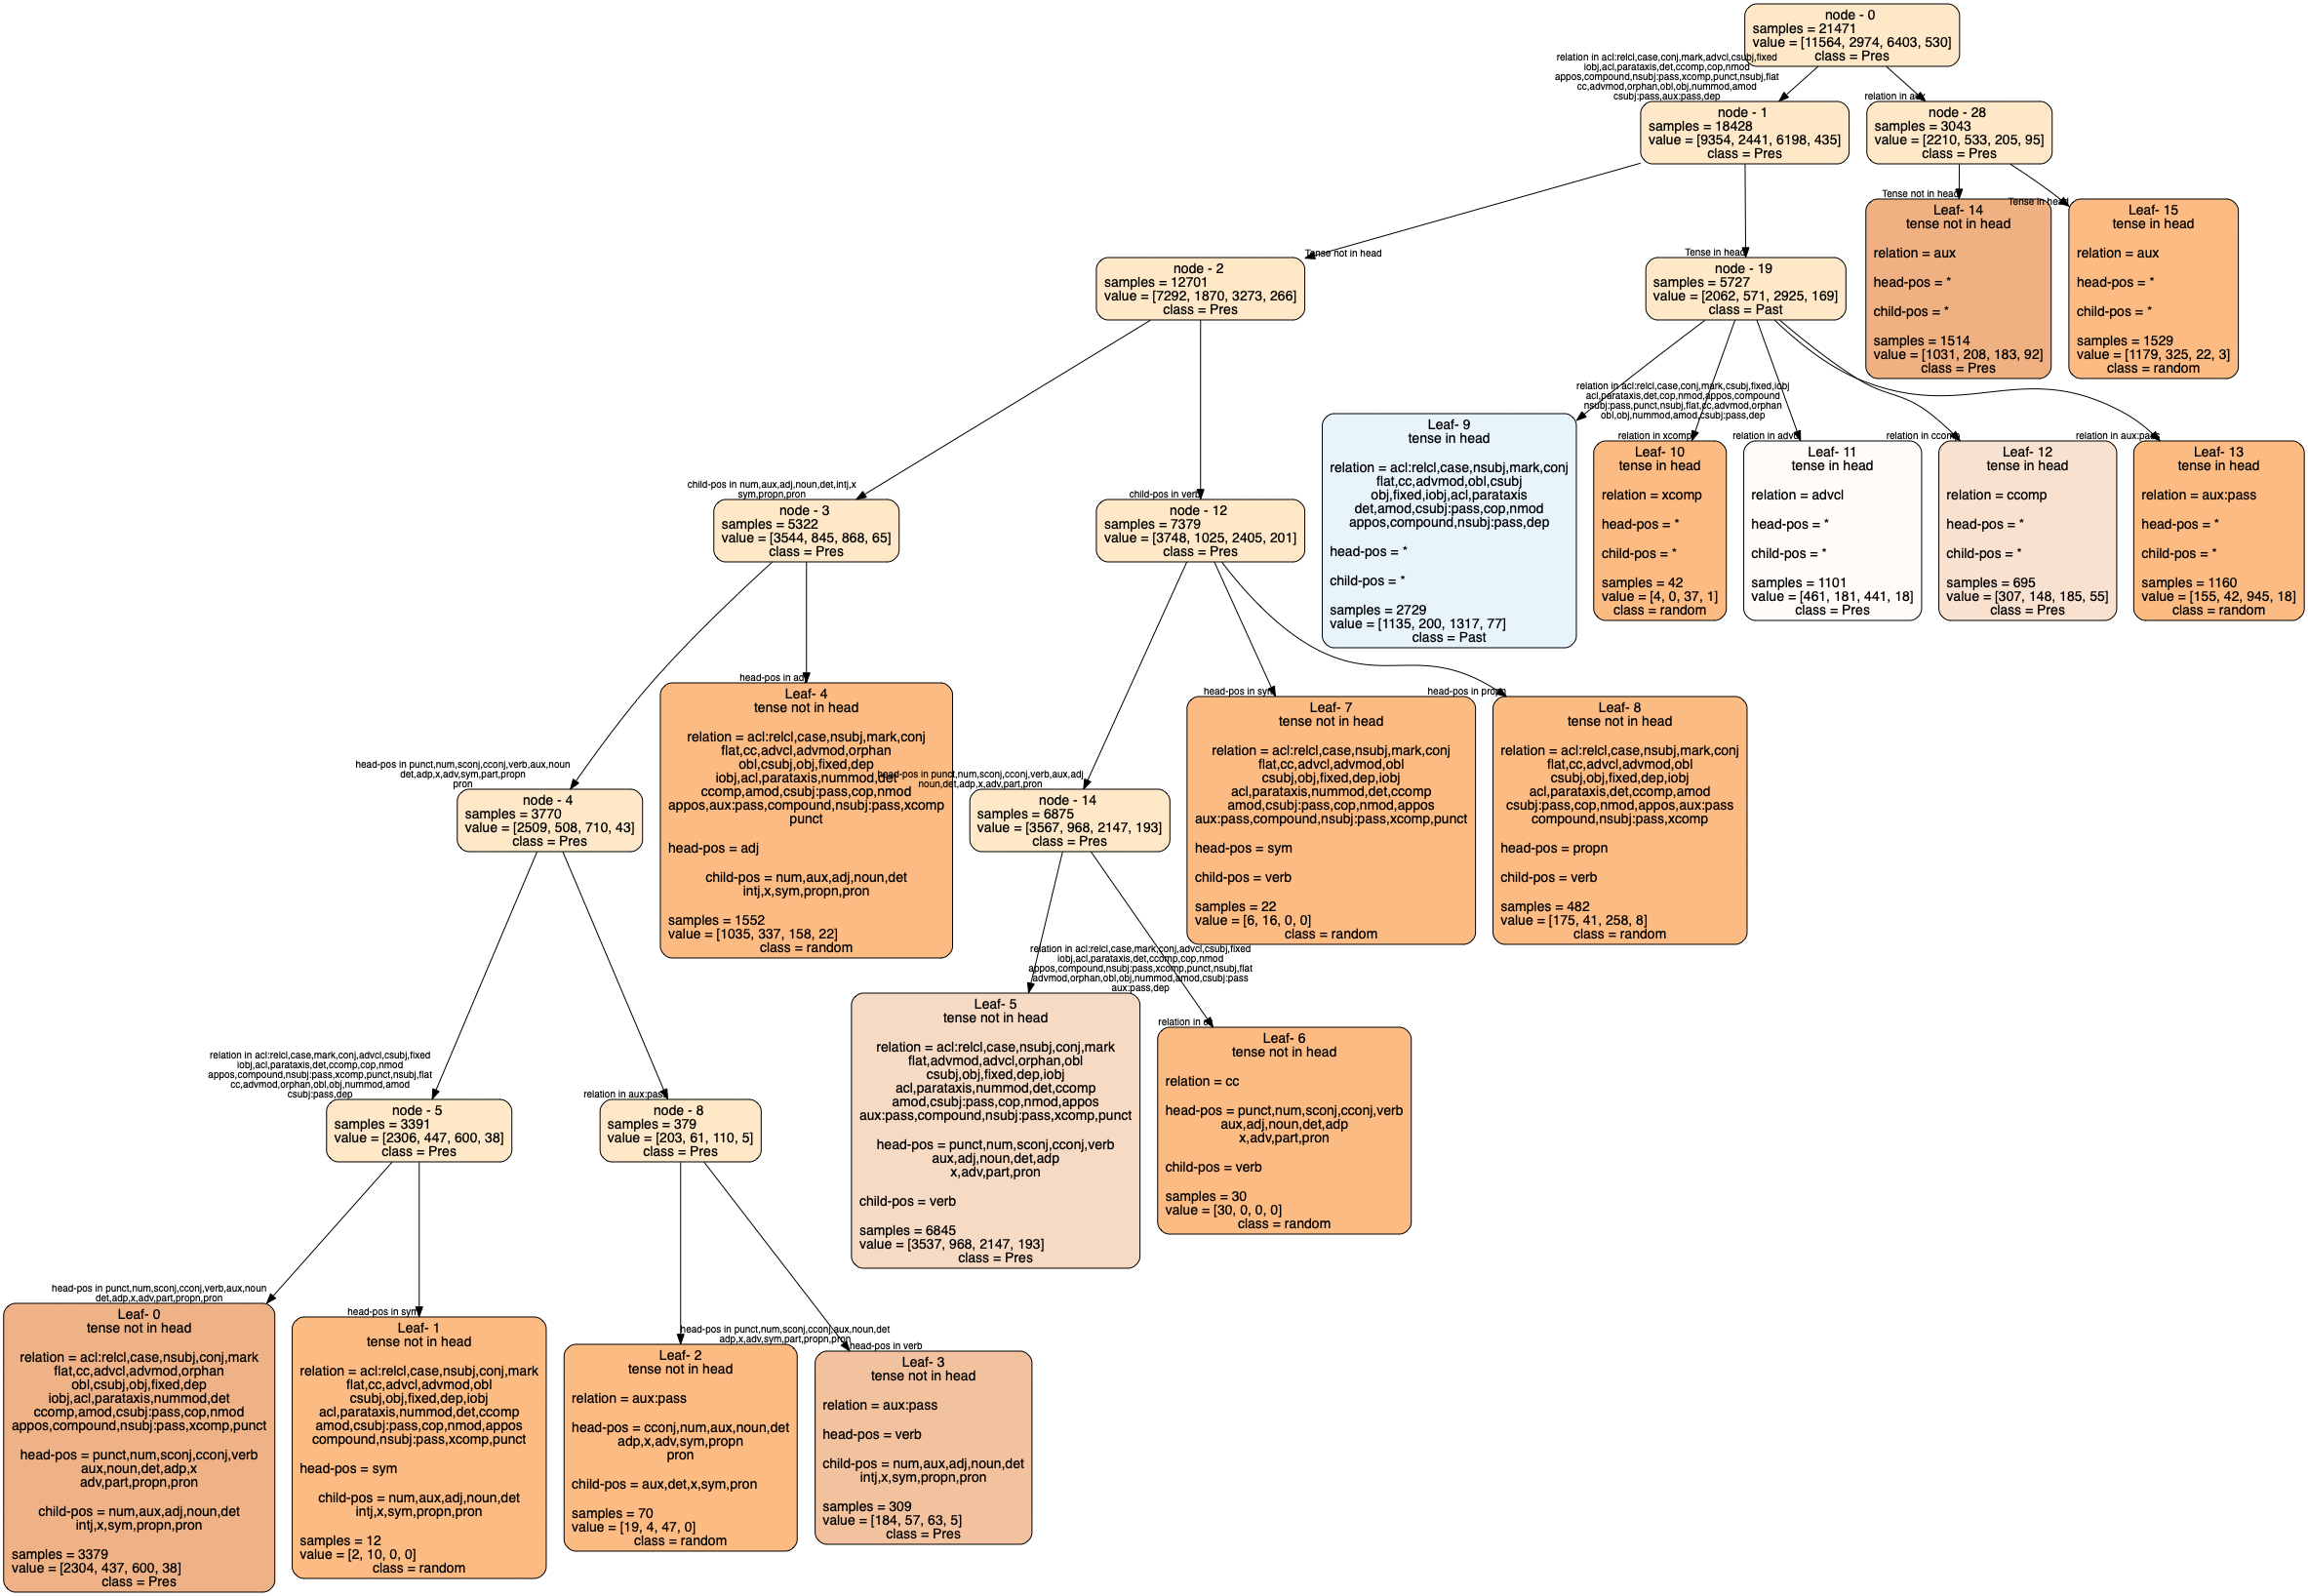 node - 0
samples = 21471
value = [11564, 2974, 6403, 530]
class = Pres
relation in acl:relcl,case,conj,mark,advcl,csubj,fixed
iobj,acl,parataxis,det,ccomp,cop,nmod
appos,compound,nsubj:pass,xcomp,punct,nsubj,flat
cc,advmod,orphan,obl,obj,nummod,amod
csubj:pass,aux:pass,dep
relation in aux
node - 1
samples = 18428
value = [9354, 2441, 6198, 435]
class = Pres
node - 28
samples = 3043
value = [2210, 533, 205, 95]
class = Pres
Tense not in head
Tense in head
Leaf- 14
tense not in head
relation = aux
head-pos = *
child-pos = *
samples = 1514
value = [1031, 208, 183, 92]
class = Pres
Leaf- 15
tense in head
relation = aux
head-pos = *
child-pos = *
samples = 1529
value = [1179, 325, 22, 3]
class = random
Tense not in head
Tense in head
node - 2
samples = 12701
value = [7292, 1870, 3273, 266]
class = Pres
node - 19
samples = 5727
value = [2062, 571, 2925, 169]
class = Past
relation in acl:relcl,case,conj,mark,csubj,fixed,iobj
acl,parataxis,det,cop,nmod,appos,compound
nsubj:pass,punct,nsubj,flat,cc,advmod,orphan
obl,obj,nummod,amod,csubj:pass,dep
relation in xcomp
relation in advcl
relation in ccomp
relation in aux:pass
Leaf- 9
tense in head
relation = acl:relcl,case,nsubj,mark,conj
flat,cc,advmod,obl,csubj
obj,fixed,iobj,acl,parataxis
det,amod,csubj:pass,cop,nmod
appos,compound,nsubj:pass,dep
head-pos = *
child-pos = *
samples = 2729
value = [1135, 200, 1317, 77]
class = Past
Leaf- 10
tense in head
relation = xcomp
head-pos = *
child-pos = *
samples = 42
value = [4, 0, 37, 1]
class = random
Leaf- 11
tense in head
relation = advcl
head-pos = *
child-pos = *
samples = 1101
value = [461, 181, 441, 18]
class = Pres
Leaf- 12
tense in head
relation = ccomp
head-pos = *
child-pos = *
samples = 695
value = [307, 148, 185, 55]
class = Pres
Leaf- 13
tense in head
relation = aux:pass
head-pos = *
child-pos = *
samples = 1160
value = [155, 42, 945, 18]
class = random
child-pos in num,aux,adj,noun,det,intj,x
sym,propn,pron
child-pos in verb
node - 3
samples = 5322
value = [3544, 845, 868, 65]
class = Pres
node - 12
samples = 7379
value = [3748, 1025, 2405, 201]
class = Pres
head-pos in adj
Leaf- 4
tense not in head
relation = acl:relcl,case,nsubj,mark,conj
flat,cc,advcl,advmod,orphan
obl,csubj,obj,fixed,dep
iobj,acl,parataxis,nummod,det
ccomp,amod,csubj:pass,cop,nmod
appos,aux:pass,compound,nsubj:pass,xcomp
punct
head-pos = adj
child-pos = num,aux,adj,noun,det
intj,x,sym,propn,pron
samples = 1552
value = [1035, 337, 158, 22]
class = random
head-pos in sym
Leaf- 7
tense not in head
relation = acl:relcl,case,nsubj,mark,conj
flat,cc,advcl,advmod,obl
csubj,obj,fixed,dep,iobj
acl,parataxis,nummod,det,ccomp
amod,csubj:pass,cop,nmod,appos
aux:pass,compound,nsubj:pass,xcomp,punct
head-pos = sym
child-pos = verb
samples = 22
value = [6, 16, 0, 0]
class = random
head-pos in propn
Leaf- 8
tense not in head
relation = acl:relcl,case,nsubj,mark,conj
flat,cc,advcl,advmod,obl
csubj,obj,fixed,dep,iobj
acl,parataxis,det,ccomp,amod
csubj:pass,cop,nmod,appos,aux:pass
compound,nsubj:pass,xcomp
head-pos = propn
child-pos = verb
samples = 482
value = [175, 41, 258, 8]
class = random
head-pos in punct,num,sconj,cconj,verb,aux,noun
det,adp,x,adv,sym,part,propn
pron
node - 4
samples = 3770
value = [2509, 508, 710, 43]
class = Pres
head-pos in punct,num,sconj,cconj,verb,aux,adj
noun,det,adp,x,adv,part,pron
node - 14
samples = 6875
value = [3567, 968, 2147, 193]
class = Pres
relation in acl:relcl,case,mark,conj,advcl,csubj,fixed
iobj,acl,parataxis,det,ccomp,cop,nmod
appos,compound,nsubj:pass,xcomp,punct,nsubj,flat
advmod,orphan,obl,obj,nummod,amod,csubj:pass
aux:pass,dep
Leaf- 5
tense not in head
relation = acl:relcl,case,nsubj,conj,mark
flat,advmod,advcl,orphan,obl
csubj,obj,fixed,dep,iobj
acl,parataxis,nummod,det,ccomp
amod,csubj:pass,cop,nmod,appos
aux:pass,compound,nsubj:pass,xcomp,punct
head-pos = punct,num,sconj,cconj,verb
aux,adj,noun,det,adp
x,adv,part,pron
child-pos = verb
samples = 6845
value = [3537, 968, 2147, 193]
class = Pres
relation in cc
Leaf- 6
tense not in head
relation = cc
head-pos = punct,num,sconj,cconj,verb
aux,adj,noun,det,adp
x,adv,part,pron
child-pos = verb
samples = 30
value = [30, 0, 0, 0]
class = random
relation in acl:relcl,case,mark,conj,advcl,csubj,fixed
iobj,acl,parataxis,det,ccomp,cop,nmod
appos,compound,nsubj:pass,xcomp,punct,nsubj,flat
cc,advmod,orphan,obl,obj,nummod,amod
csubj:pass,dep
relation in aux:pass
node - 5
samples = 3391
value = [2306, 447, 600, 38]
class = Pres
node - 8
samples = 379
value = [203, 61, 110, 5]
class = Pres
head-pos in punct,num,sconj,cconj,verb,aux,noun
det,adp,x,adv,part,propn,pron
Leaf- 0
tense not in head
relation = acl:relcl,case,nsubj,conj,mark
flat,cc,advcl,advmod,orphan
obl,csubj,obj,fixed,dep
iobj,acl,parataxis,nummod,det
ccomp,amod,csubj:pass,cop,nmod
appos,compound,nsubj:pass,xcomp,punct
head-pos = punct,num,sconj,cconj,verb
aux,noun,det,adp,x
adv,part,propn,pron
child-pos = num,aux,adj,noun,det
intj,x,sym,propn,pron
samples = 3379
value = [2304, 437, 600, 38]
class = Pres
head-pos in sym
Leaf- 1
tense not in head
relation = acl:relcl,case,nsubj,conj,mark
flat,cc,advcl,advmod,obl
csubj,obj,fixed,dep,iobj
acl,parataxis,nummod,det,ccomp
amod,csubj:pass,cop,nmod,appos
compound,nsubj:pass,xcomp,punct
head-pos = sym
child-pos = num,aux,adj,noun,det
intj,x,sym,propn,pron
samples = 12
value = [2, 10, 0, 0]
class = random
head-pos in punct,num,sconj,cconj,aux,noun,det
adp,x,adv,sym,part,propn,pron
Leaf- 2
tense not in head
relation = aux:pass
head-pos = cconj,num,aux,noun,det
adp,x,adv,sym,propn
pron
child-pos = aux,det,x,sym,pron
samples = 70
value = [19, 4, 47, 0]
class = random
head-pos in verb
Leaf- 3
tense not in head
relation = aux:pass
head-pos = verb
child-pos = num,aux,adj,noun,det
intj,x,sym,propn,pron
samples = 309
value = [184, 57, 63, 5]
class = Pres